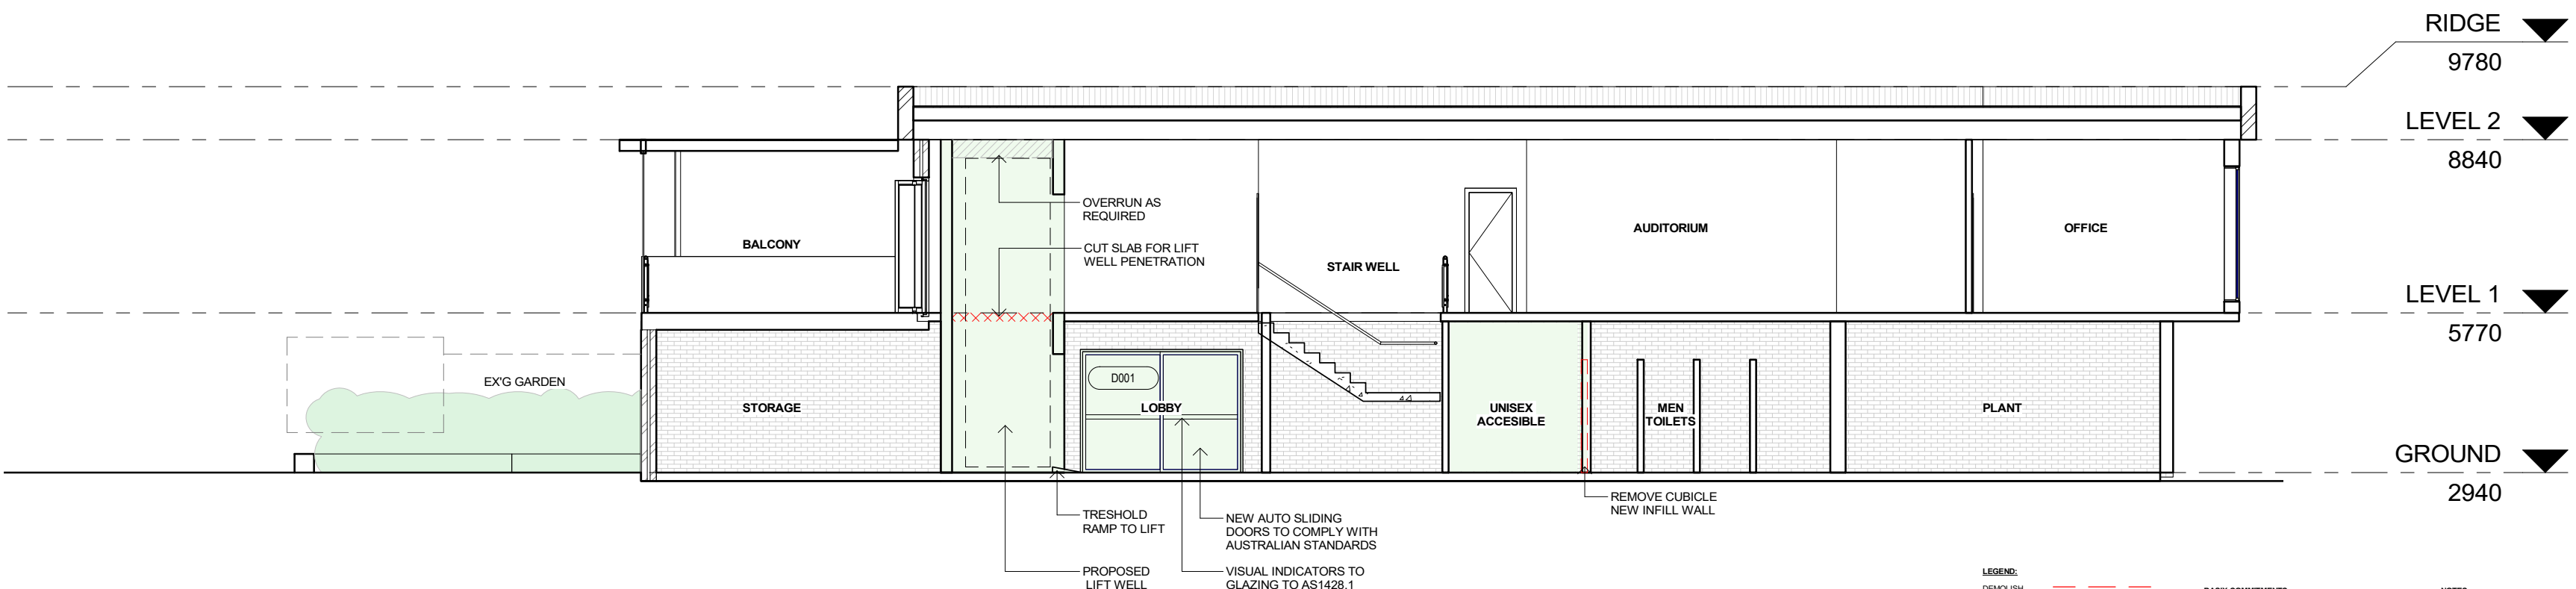 RIDGE
9780
LEVEL 2
8840
OVERRUN AS
REQUIRED
CUT SLAB FOR LIFT
WELL PENETRATION
BALCONY
STAIR WELL
AUDITORIUM
OFFICE
LEVEL 1
5770
EX'G GARDEN
D001
STORAGE
LOBBY
UNISEX
ACCESIBLE
MEN
TOILETS
PLANT
GROUND
2940
TRESHOLD
RAMP TO LIFT
NEW AUTO SLIDING
DOORS TO COMPLY WITH
AUSTRALIAN STANDARDS
REMOVE CUBICLE
NEW INFILL WALL
PROPOSED
LIFT WELL
VISUAL INDICATORS TO
GLAZING TO AS1428.1
LEGEND: